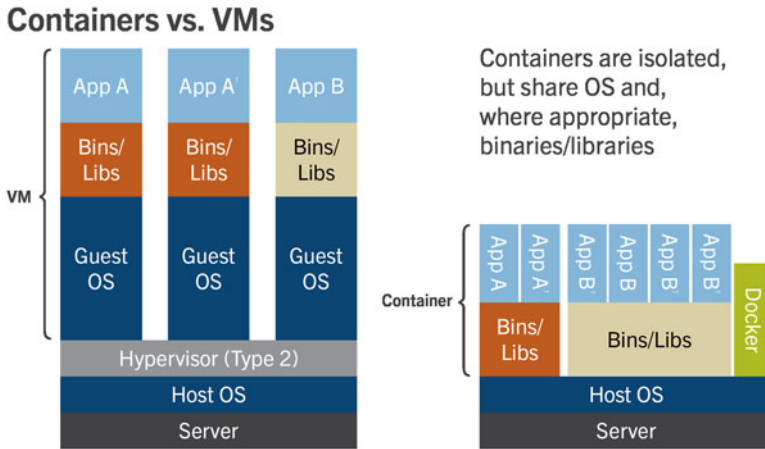 Containers vs. VMs
App A
App A'
App B
Bins/
Libs
Bins/
Libs
Bins/
Libs
VM
Guest
OS
Guest
OS
Guest
OS
Hypervisor (Type 2)
Host OS
Server
Containers are isolated,
but share OS and,
where appropriate,
binaries/libraries
Container
App A
App A'
App B'
App B
App B'
App B'
Docker
Bins/
Libs
Bins/Libs
Host OS
Server